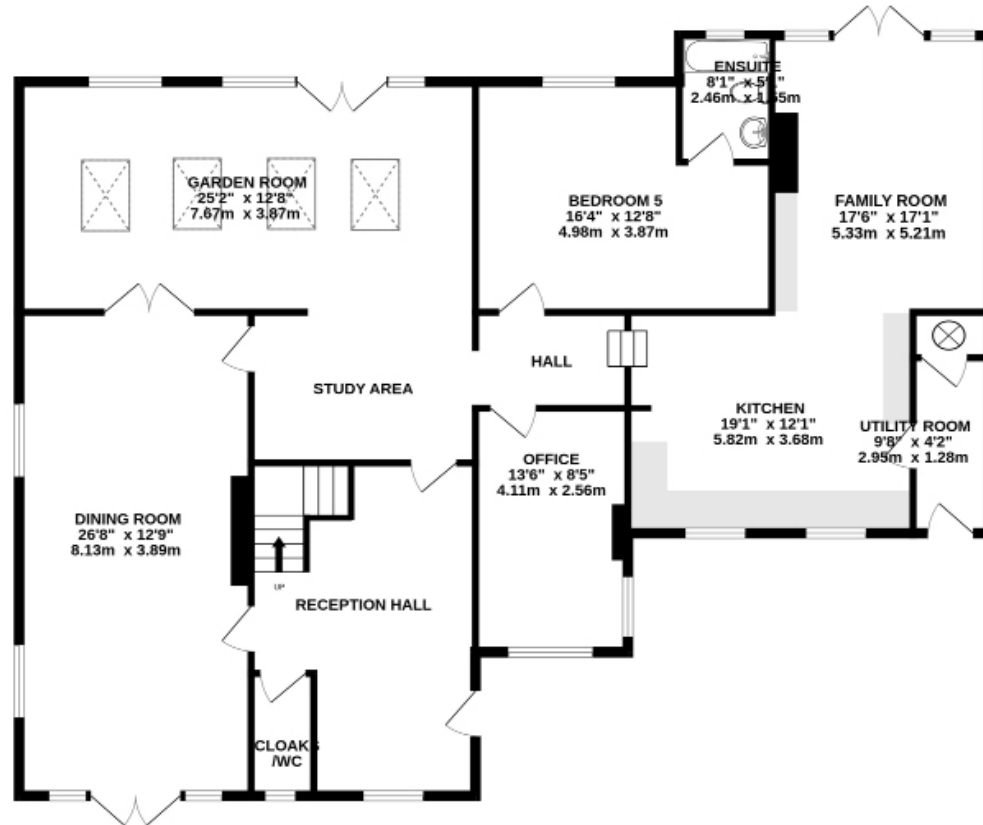 ENSUITE
8'1" x 5'1"
2.46m x 1.55m
GARDEN ROOM
25'2" x 12'8"
7.67m x 3.87m
BEDROOM 5
16'4" x 12'8"
4.98m x 3.87m
FAMILY ROOM
17'6" x 17'1"
5.33m x 5.21m
HALL
STUDY AREA
KITCHEN
19'1" x 12'1"
5.82m x 3.68m
UTILITY ROOM
9'8" x 4'2"
2.95m x 1.28m
OFFICE
13'6" x 8'5"
4.11m x 2.56m
DINING ROOM
26'8" x 12'9"
8.13m x 3.89m
UP
RECEPTION HALL
CLOAKS
/WC